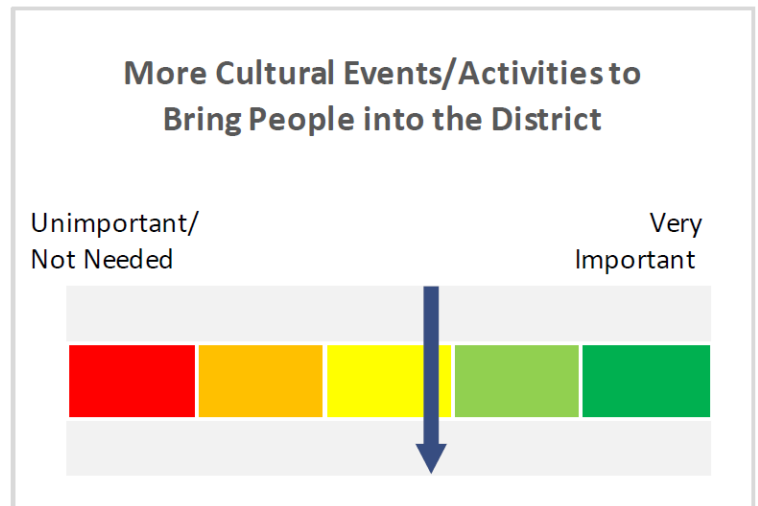 More Cultural Events/Activities to
Bring People into the District
Unimportant/
Not Needed
Very
Important